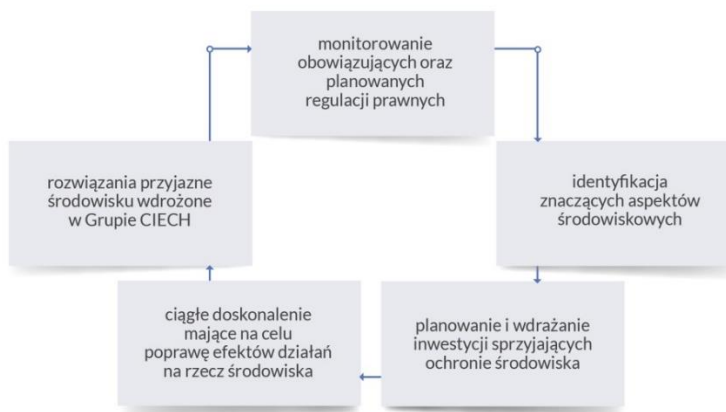 monitorowanie
obowiązujących oraz
planowanych
regulacji prawnych
identyfikacja
znaczących aspektów
środowiskowych
planowanie i wdrażanie
inwestycji sprzyjających
ochronie środowiska
ciągłe doskonalenie
mające na celu
poprawę efektów działań
na rzecz środowiska
rozwiązania przyjazne
środowisku wdrożone
w Grupie CIECH